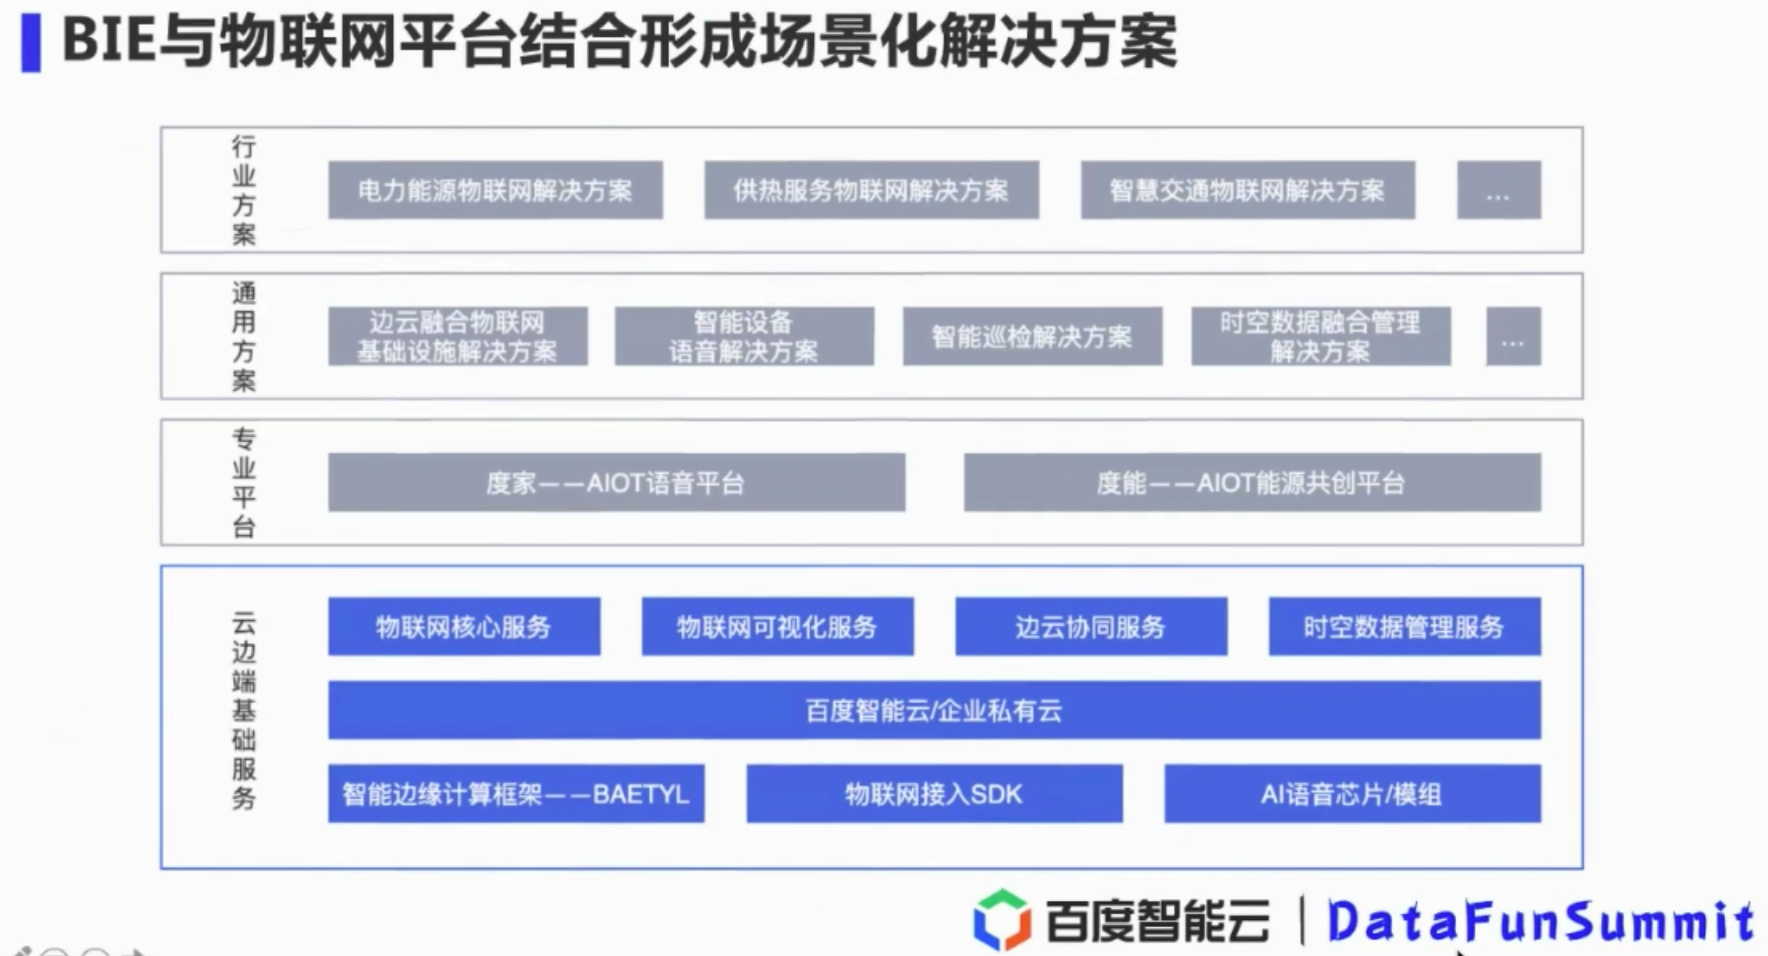 BIE与物联网平台结合形成场景化解决方案
行业方案
电力能源物联网解决方案
供热服务物联网解决方案
智慧交通物联网解决方案
...
通用方案
边云融合物联网
基础设施解决方案
智能设备
语音解决方案
智能巡检解决方案
时空数据融合管理
解决方案
...
专业平台
度家——AIOT语音平台
度能——AIOT能源共创平台
云边端基础服务
物联网核心服务
物联网可视化服务
边云协同服务
时空数据管理服务
百度智能云/企业私有云
智能边缘计算框架——BAETYL
物联网接入SDK
AI语音芯片/模组
百度智能云 | DataFunSummit